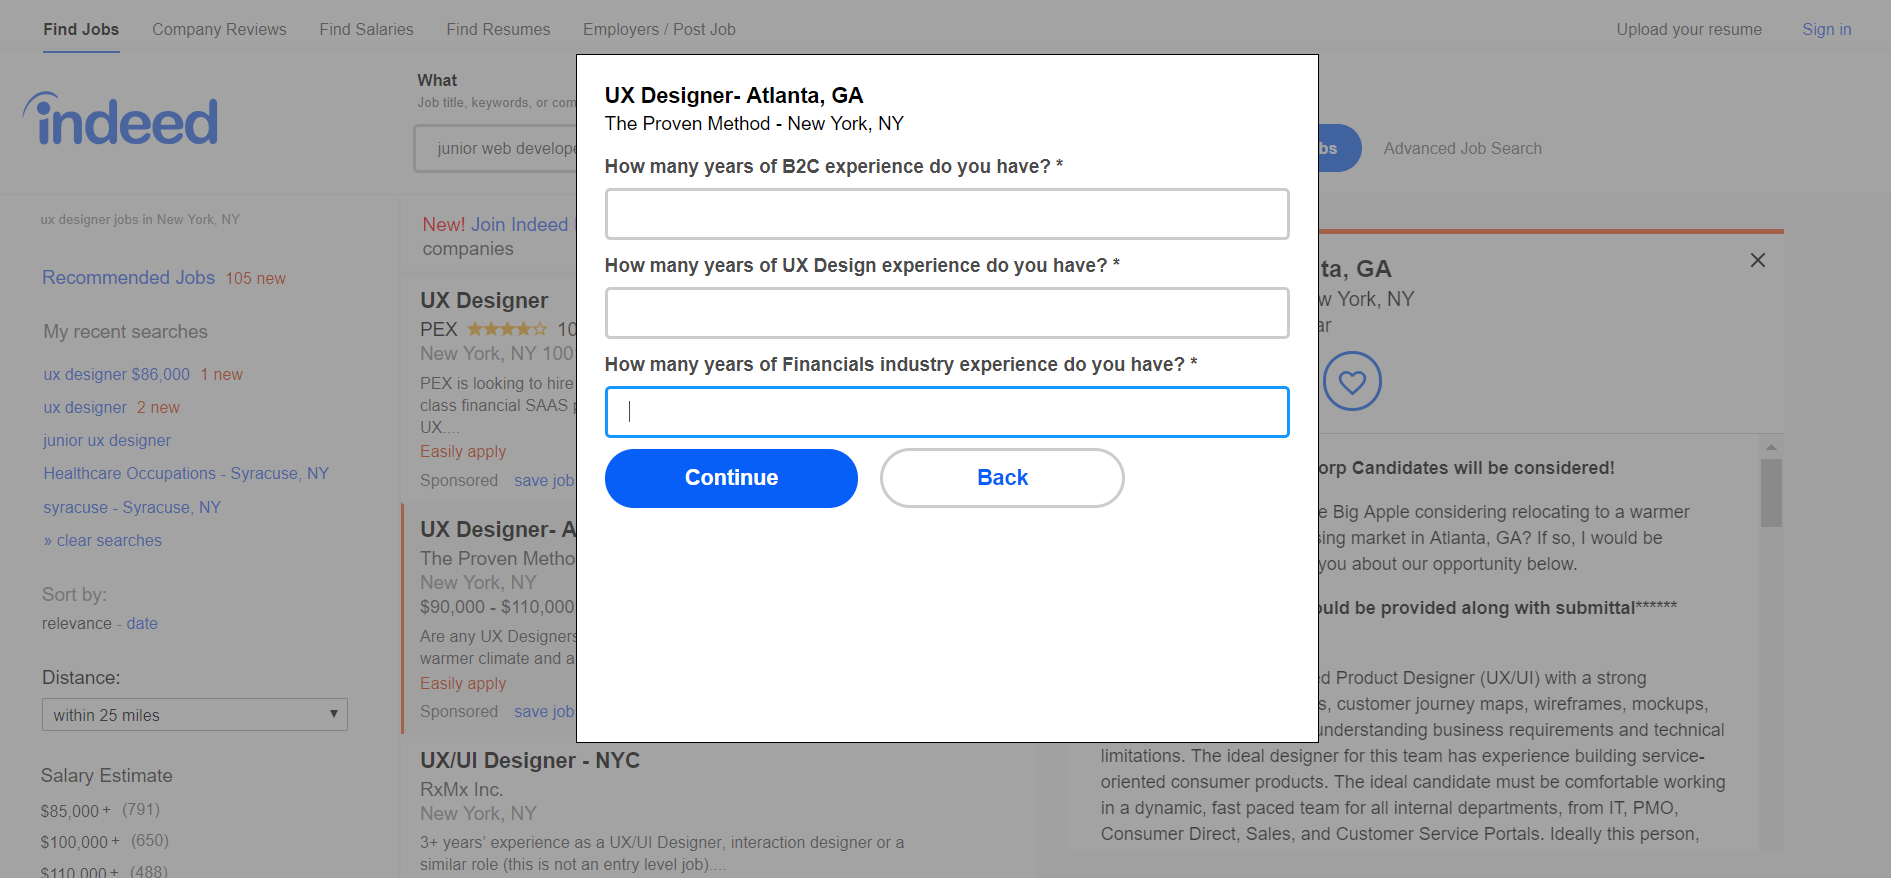 Find Jobs
Company Reviews
Find Salaries
Find Resumes
Employers / Post Job
Upload your resume
Sign in
indeed
What
Job title, keywords, or com
junior web develope
bs
Advanced Job Search
ux designer jobs in New York, NY
Recommended Jobs 105 new
My recent searches
ux designer $86,000 1 new
ux designer 2 new
junior ux designer
Healthcare Occupations - Syracuse, NY
syracuse - Syracuse, NY
» clear searches
Sort by:
relevance - date
Distance:
within 25 miles
Salary Estimate
$85,000+ (791)
$100,000+ (650)
$110,000+ (488)
New! Join Indeed
companies
UX Designer
PEX 10
New York, NY 100
PEX is looking to hire
class financial SAAS
UX....
Easily apply
Sponsored save job
UX Designer- A
The Proven Metho
New York, NY
$90,000 - $110,000
Are any UX Designers
warmer climate and a
Easily apply
Sponsored save job
UX/UI Designer - NYC
RxMx Inc.
New York, NY
3+ years' experience as a UX/UI Designer, interaction designer or a
similar role (this is not an entry level job)....
UX Designer- Atlanta, GA
The Proven Method - New York, NY
How many years of B2C experience do you have? *
How many years of UX Design experience do you have? *
How many years of Financials industry experience do you have? *
Continue
Back
ta, GA
w York, NY
ar
orp Candidates will be considered!
e Big Apple considering relocating to a warmer
sing market in Atlanta, GA? If so, I would be
you about our opportunity below.
ould be provided along with submittal******
d Product Designer (UX/UI) with a strong
s, customer journey maps, wireframes, mockups,
understanding business requirements and technical
limitations. The ideal designer for this team has experience building service-
oriented consumer products. The ideal candidate must be comfortable working
in a dynamic, fast paced team for all internal departments, from IT, PMO,
Consumer Direct, Sales, and Customer Service Portals. Ideally this person,